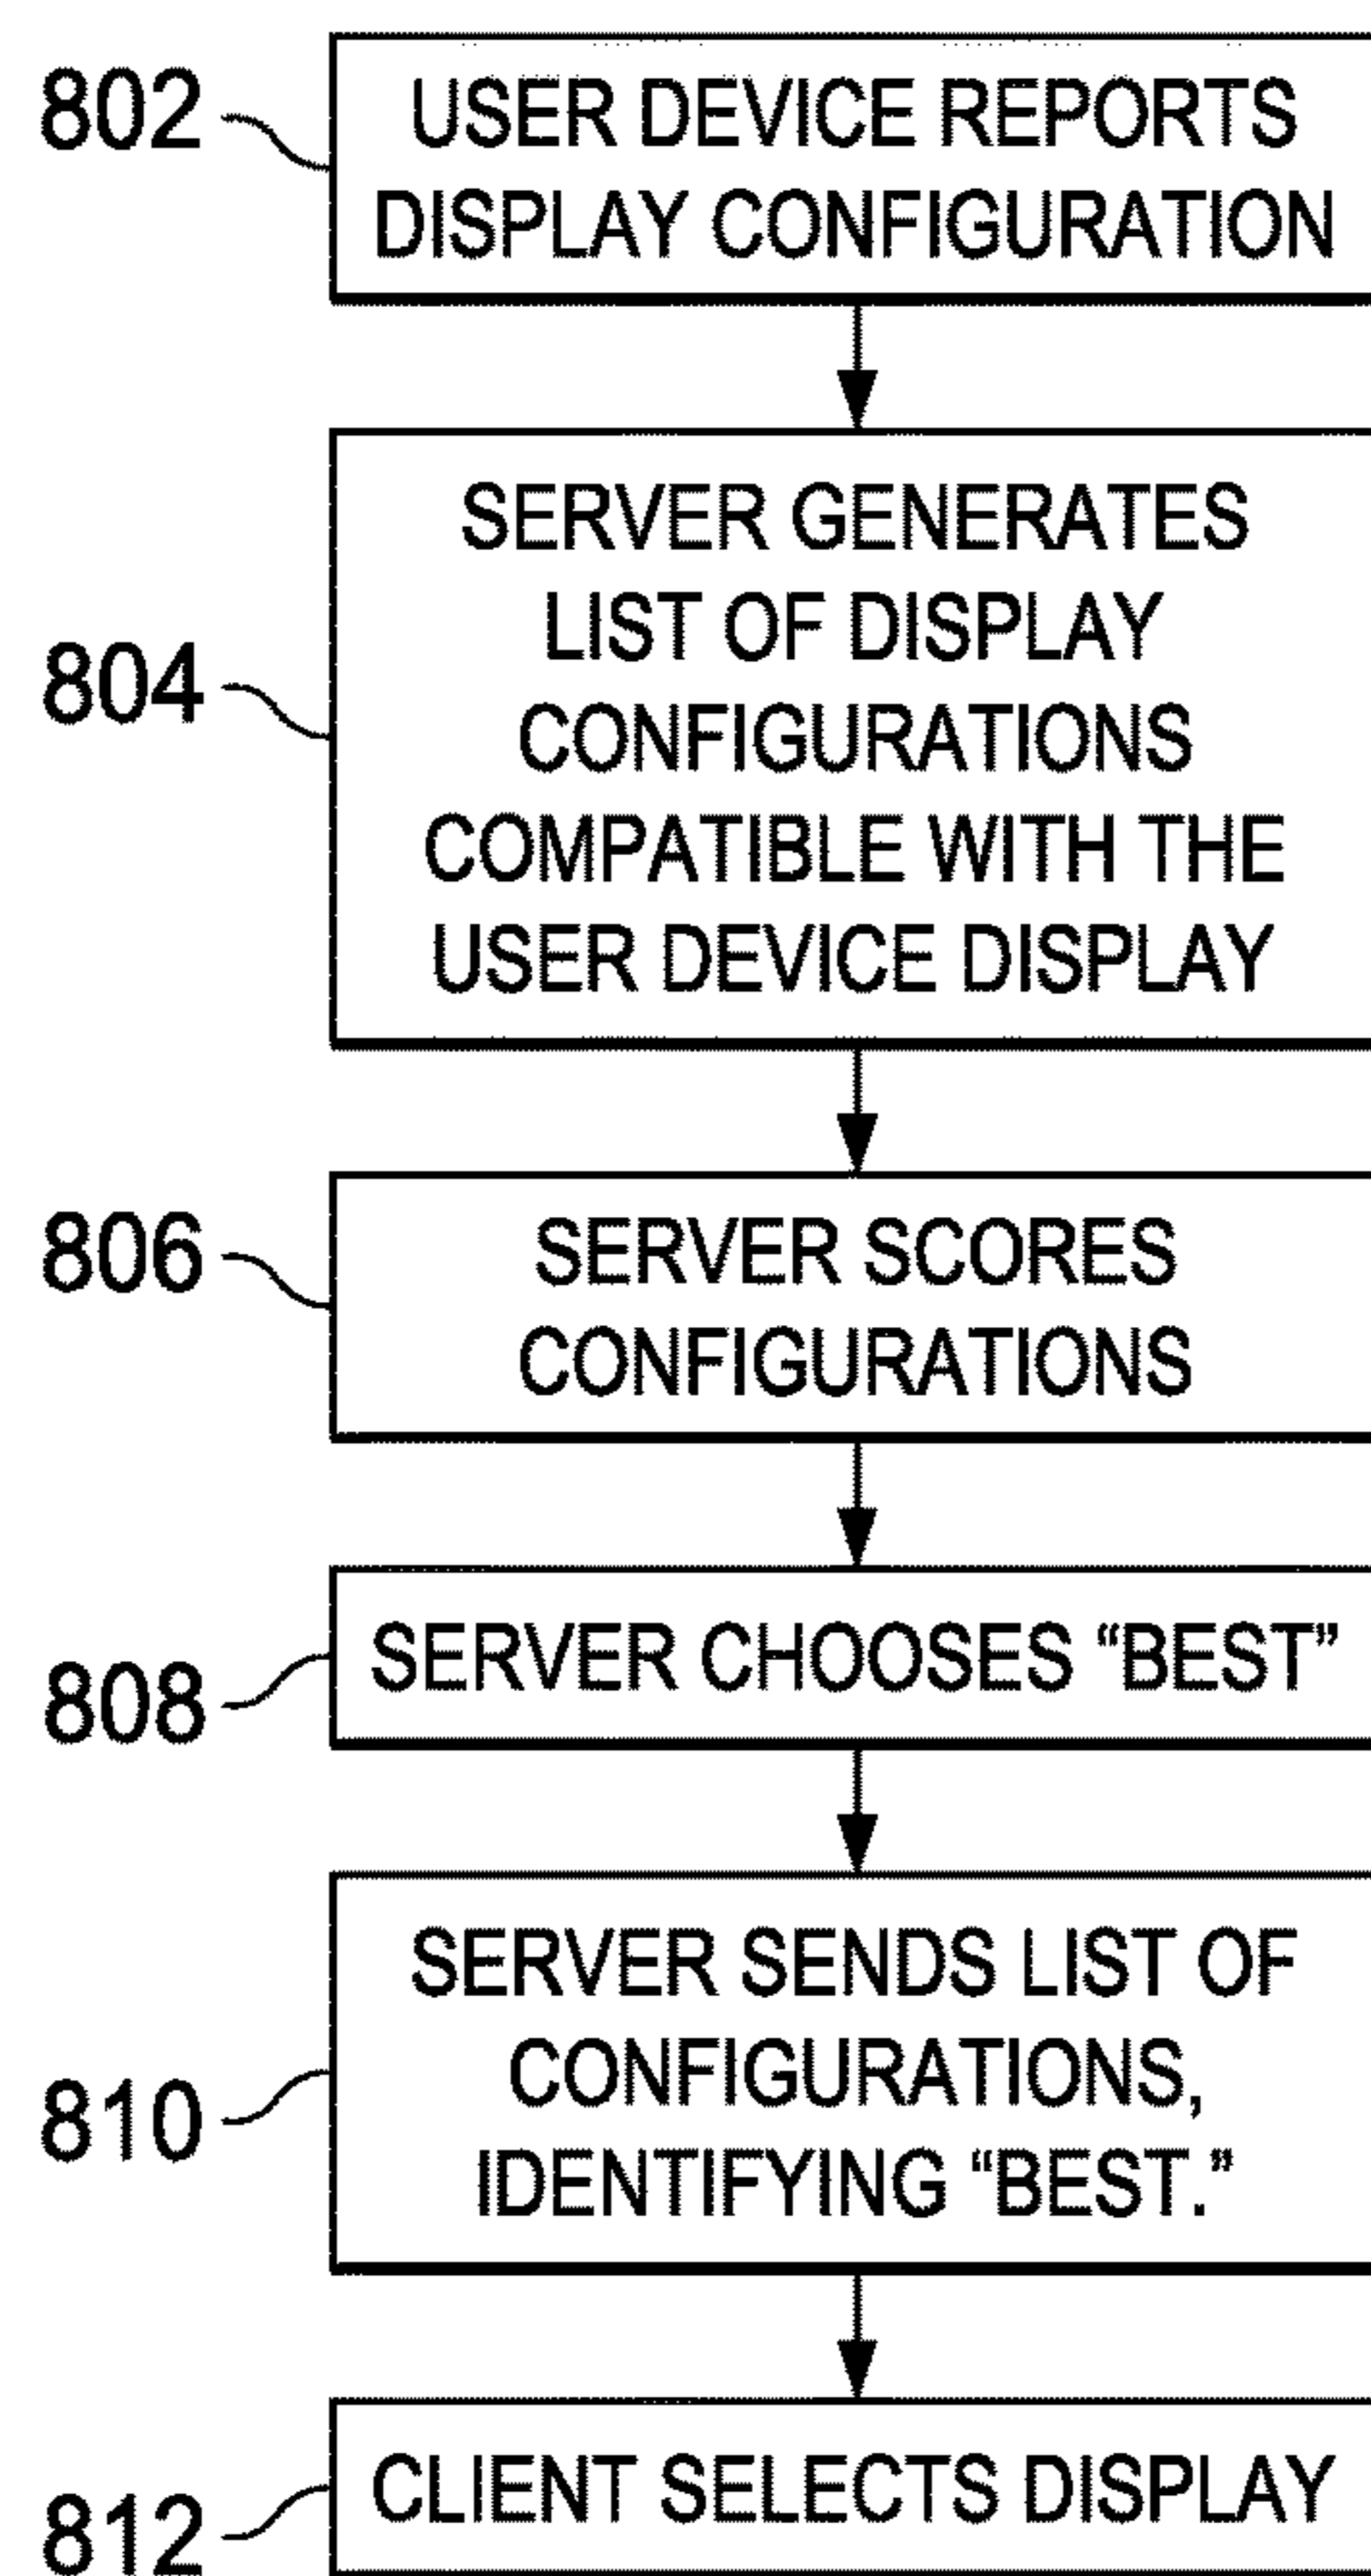 802
USER DEVICE REPORTS
DISPLAY CONFIGURATION
804
SERVER GENERATES
LIST OF DISPLAY
CONFIGURATIONS
COMPATIBLE WITH THE
USER DEVICE DISPLAY
806
SERVER SCORES
CONFIGURATIONS
808
SERVER CHOOSES “BEST”
810
SERVER SENDS LIST OF
CONFIGURATIONS,
IDENTIFYING “BEST.”
812
CLIENT SELECTS DISPLAY